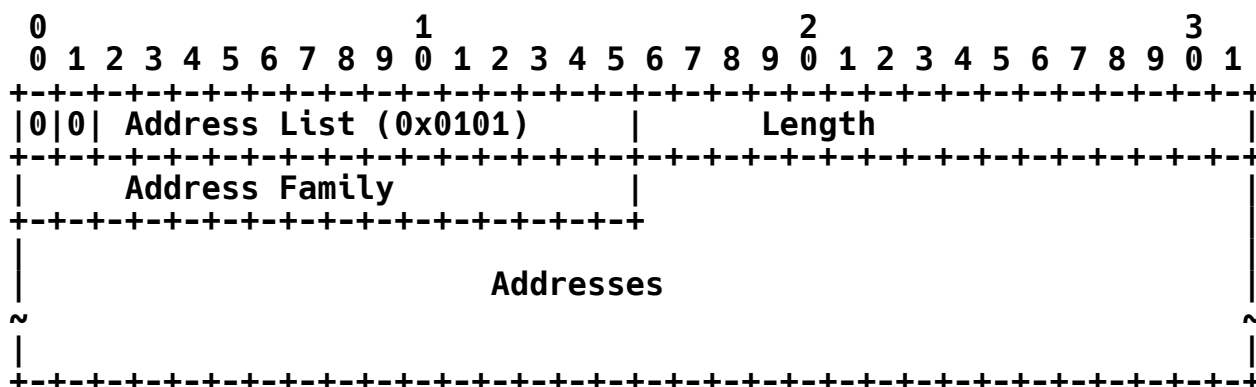 0                   1                   2                   3
 0 1 2 3 4 5 6 7 8 9 0 1 2 3 4 5 6 7 8 9 0 1 2 3 4 5 6 7 8 9 0 1
+-+-+-+-+-+-+-+-+-+-+-+-+-+-+-+-+-+-+-+-+-+-+-+-+-+-+-+-+-+-+-+-+
|0|0| Address List (0x0101)     |      Length                   |
+-+-+-+-+-+-+-+-+-+-+-+-+-+-+-+-+-+-+-+-+-+-+-+-+-+-+-+-+-+-+-+-+
|     Address Family            |                               |
+-+-+-+-+-+-+-+-+-+-+-+-+-+-+-+-+                               |
|                                                               |
|                        Addresses                              |
~                                                               ~
|                                                               |
+-+-+-+-+-+-+-+-+-+-+-+-+-+-+-+-+-+-+-+-+-+-+-+-+-+-+-+-+-+-+-+-+